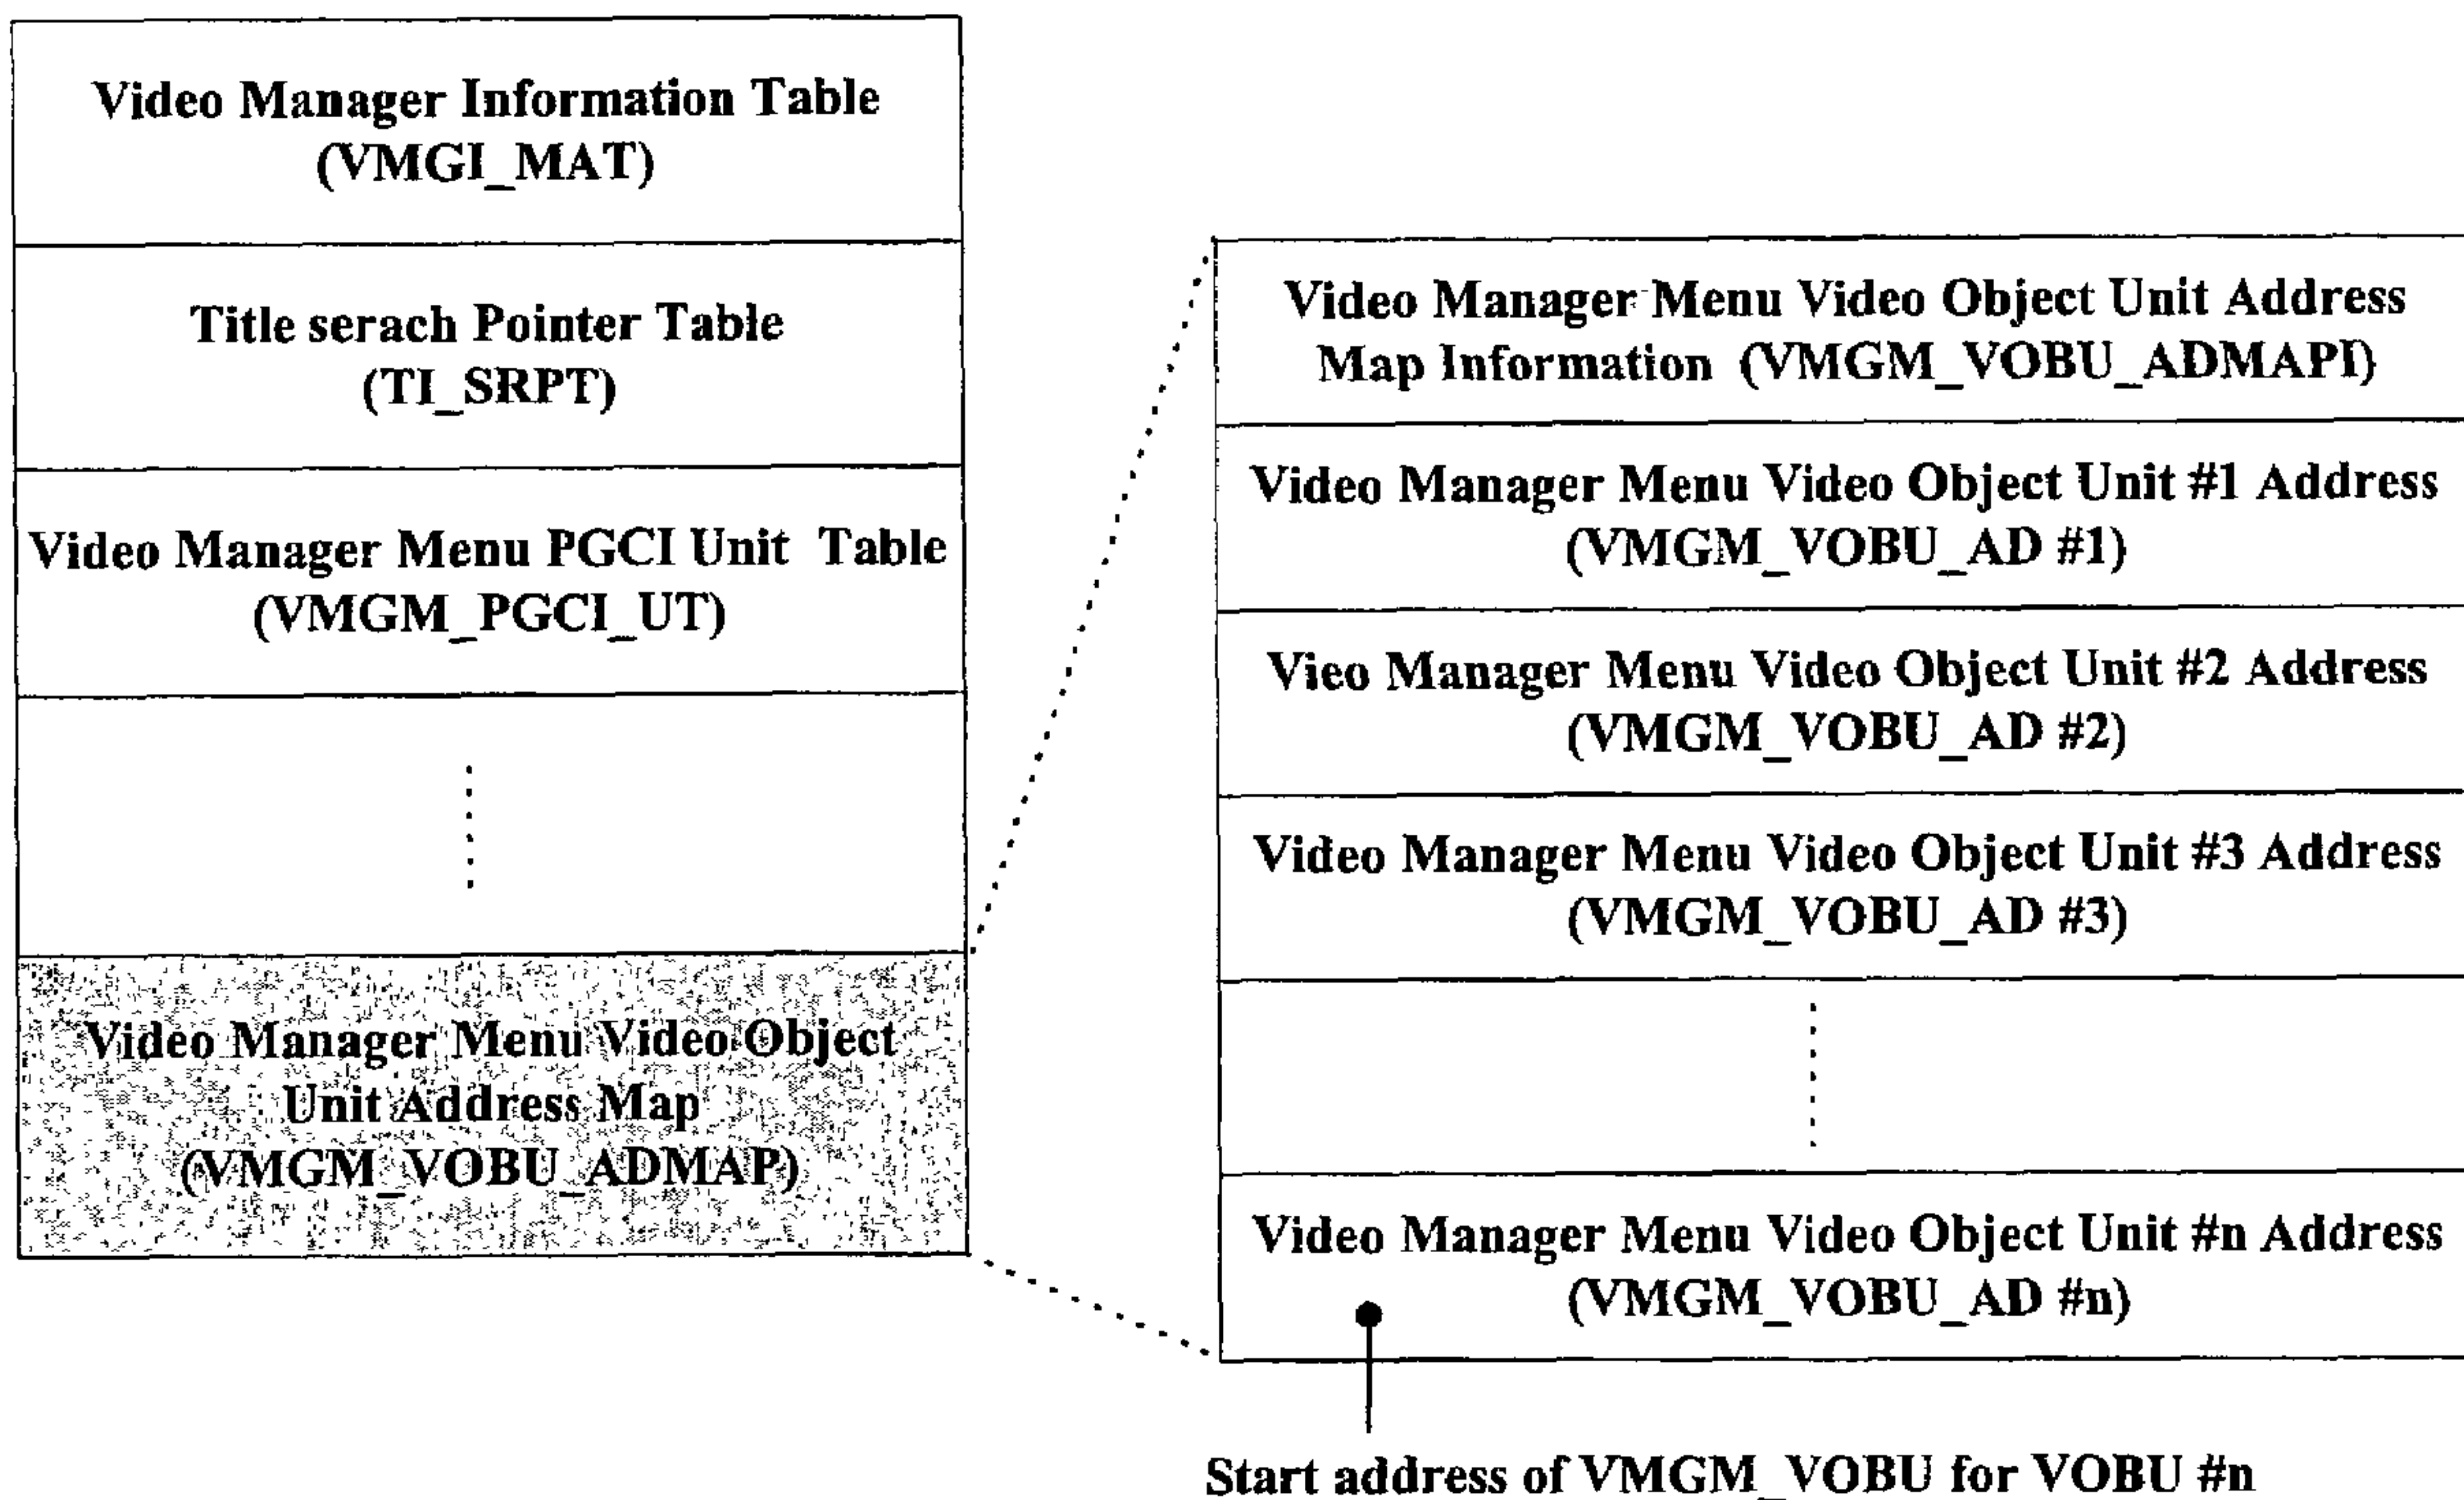 Video Manager Information Table
(VMGI_MAT)
Title serach Pointer Table
(TI_SRPT)
Video Manager Menu PGCI Unit Table
(VMGM_PGCI_UT)
Video Manager Menu Video Object
Unit Address Map
(VMGM_VOBU_ADMAP)
Video Manager Menu Video Object Unit Address
Map Information (VMGM_VOBU_ADMAPI)
Video Manager Menu Video Object Unit #1 Address
(VMGM_VOBU_AD #1)
Vieo Manager Menu Video Object Unit #2 Address
(VMGM_VOBU_AD #2)
Video Manager Menu Video Object Unit #3 Address
(VMGM_VOBU_AD #3)
Video Manager Menu Video Object Unit #n Address
(VMGM_VOBU_AD #n)
Start address of VMGM_VOBU for VOBU #n